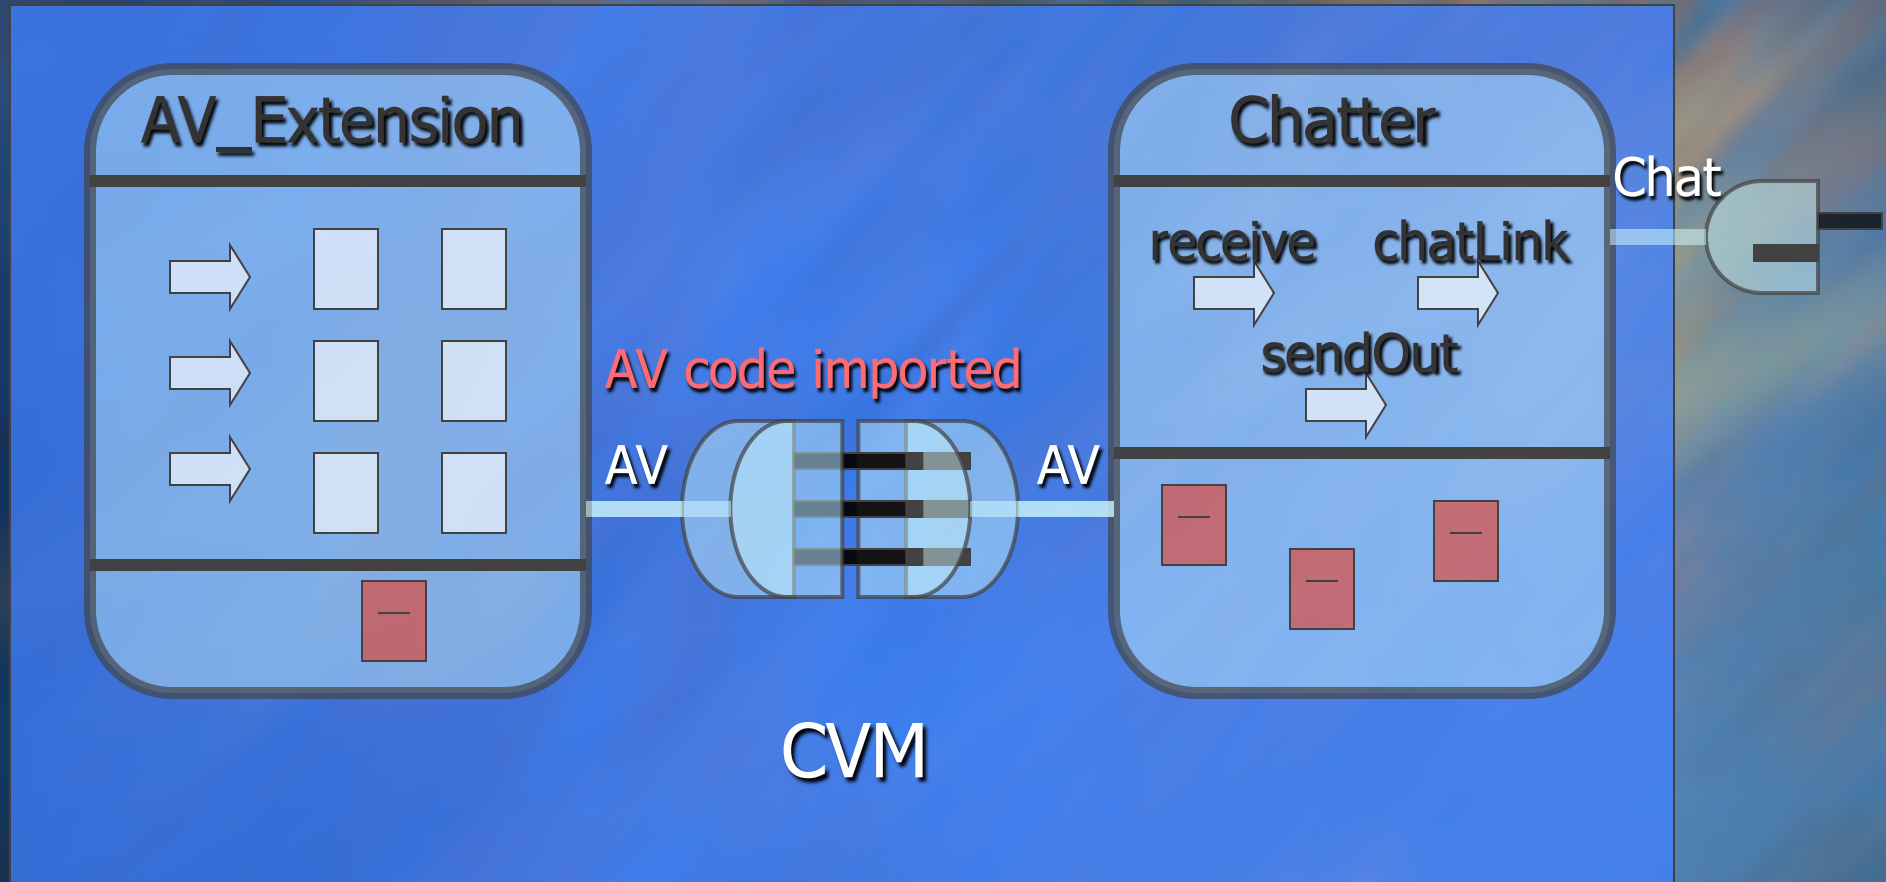 AV_Extension
Chatter
Chat
receive
chatLink
sendOut
AV code imported
AV
AV
CVM